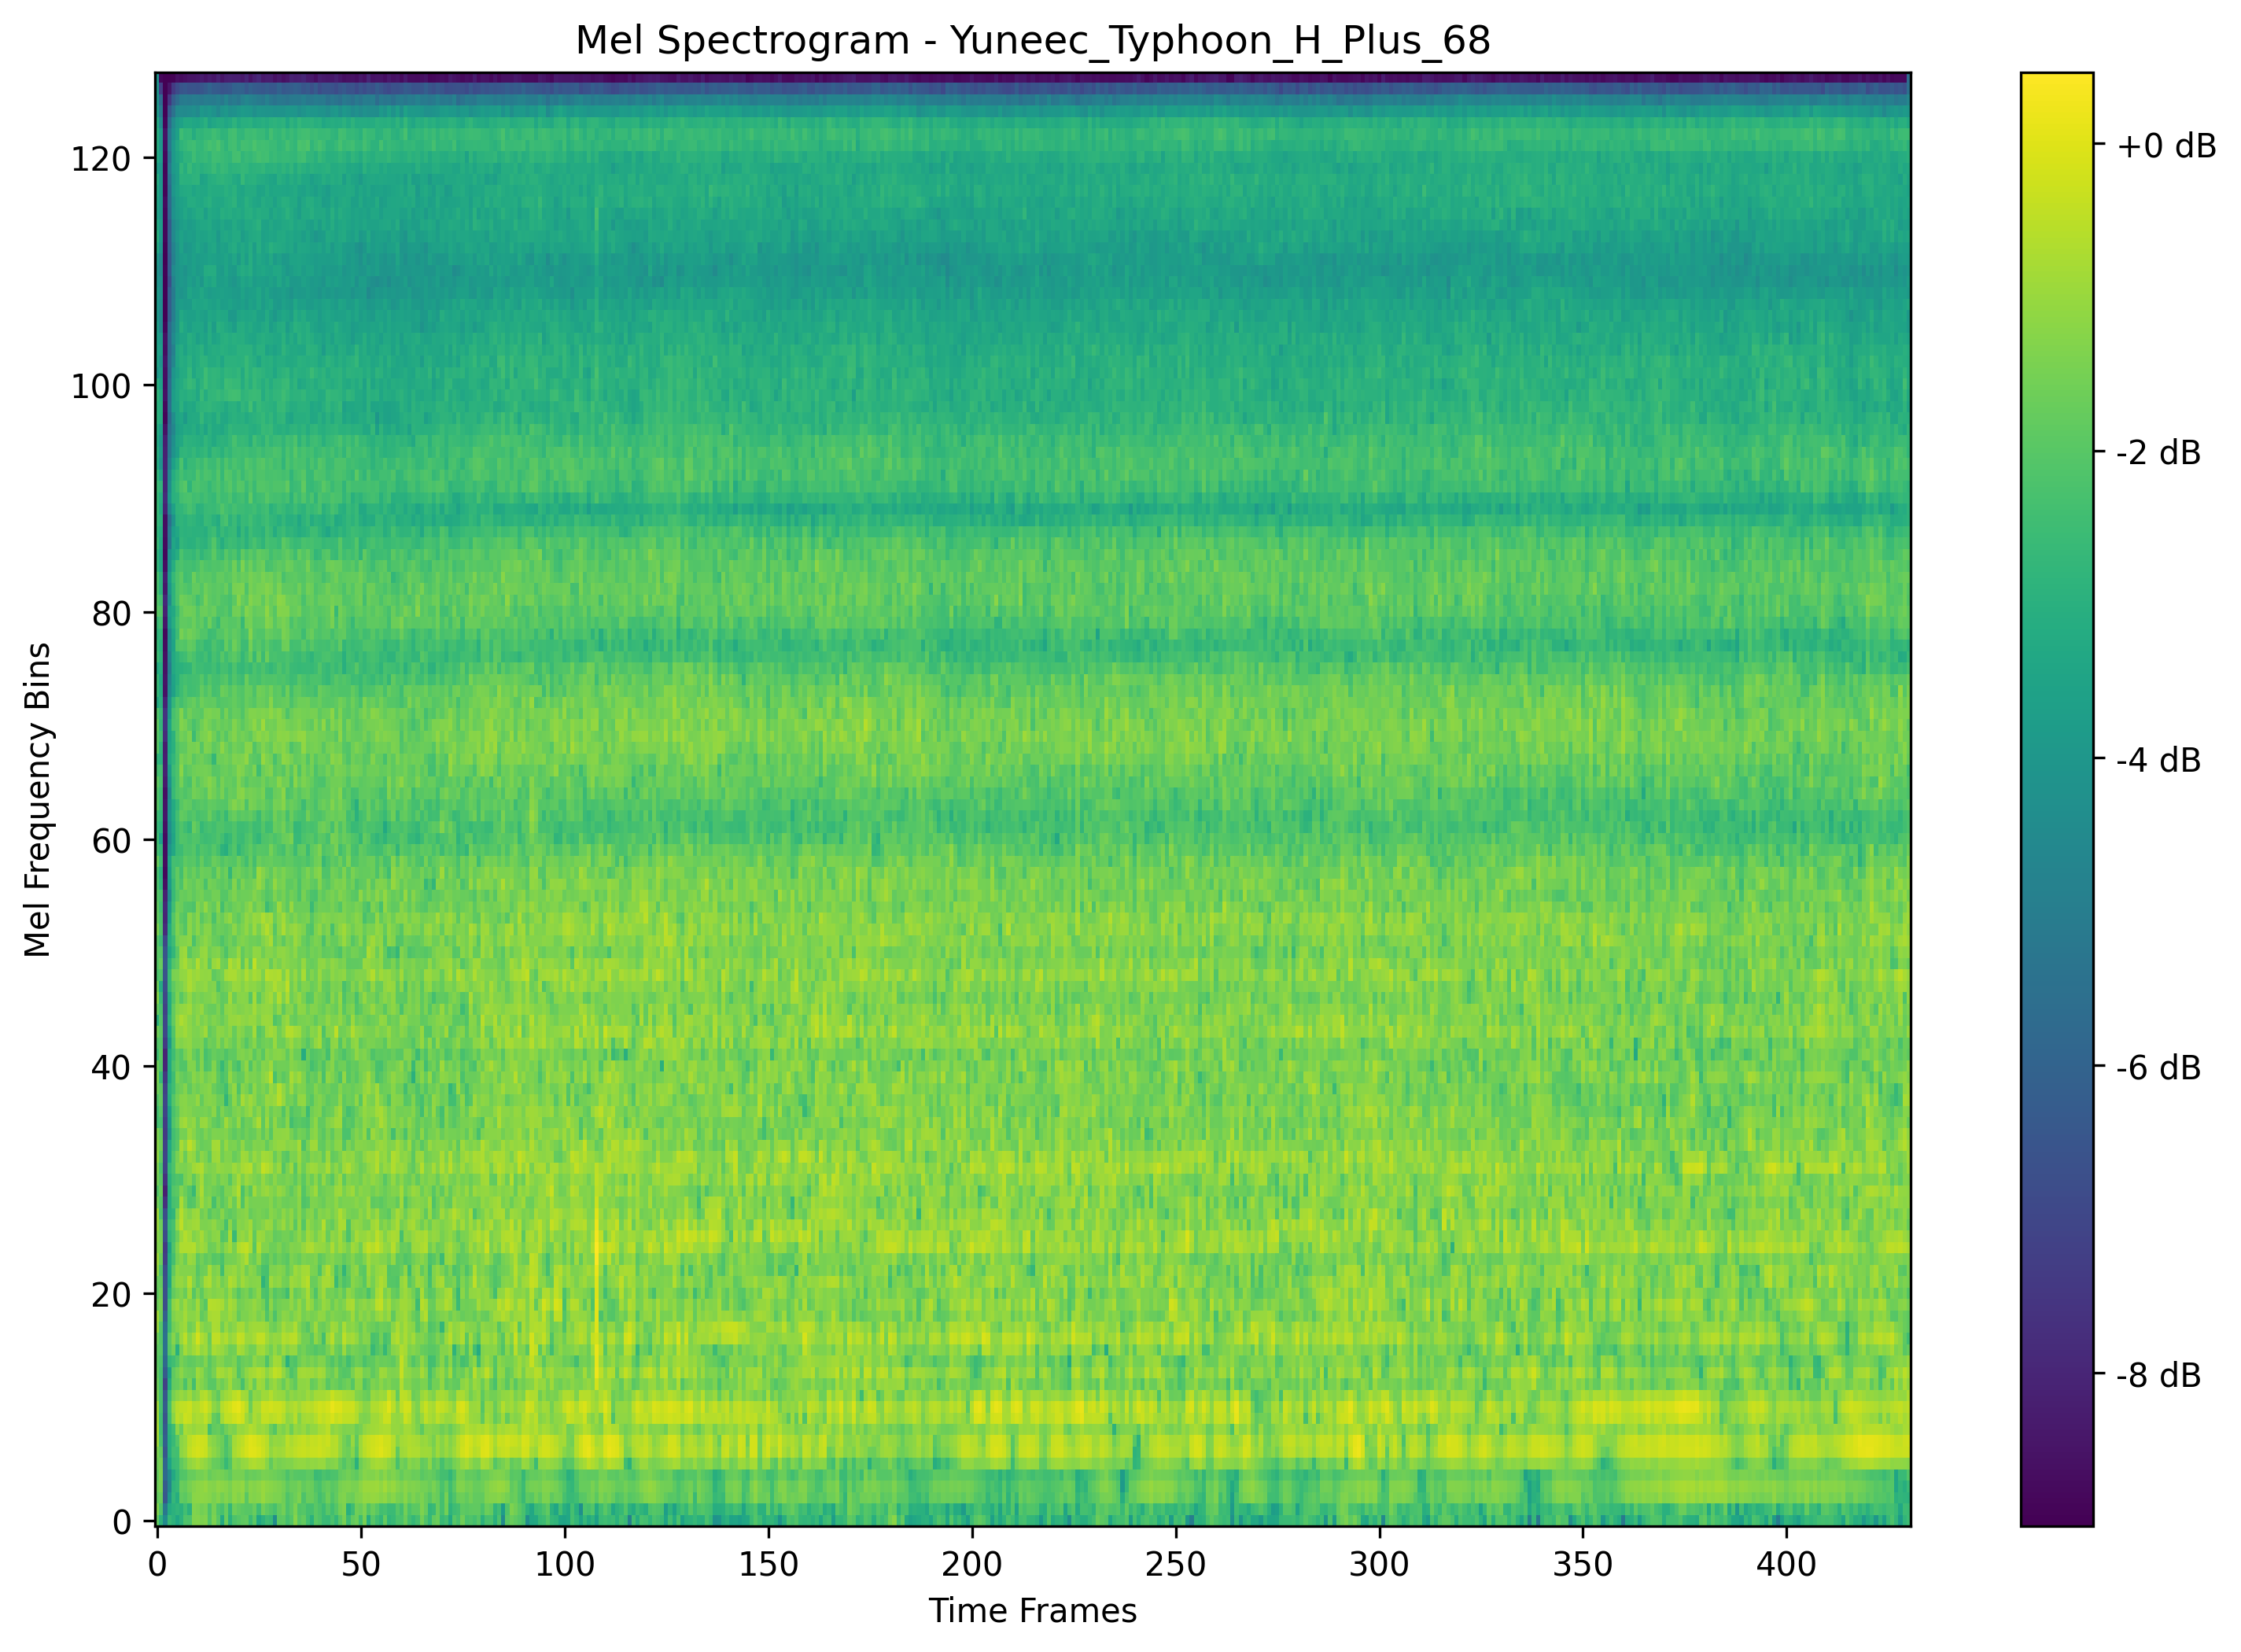 Mel Spectrogram - Yuneec_Typhoon_H_Plus_68
Mel Frequency Bins
120
100
80
60
40
20
0
0 50 100 150 200 250 300 350 400
Time Frames
+0 dB
-2 dB
-4 dB
-6 dB
-8 dB